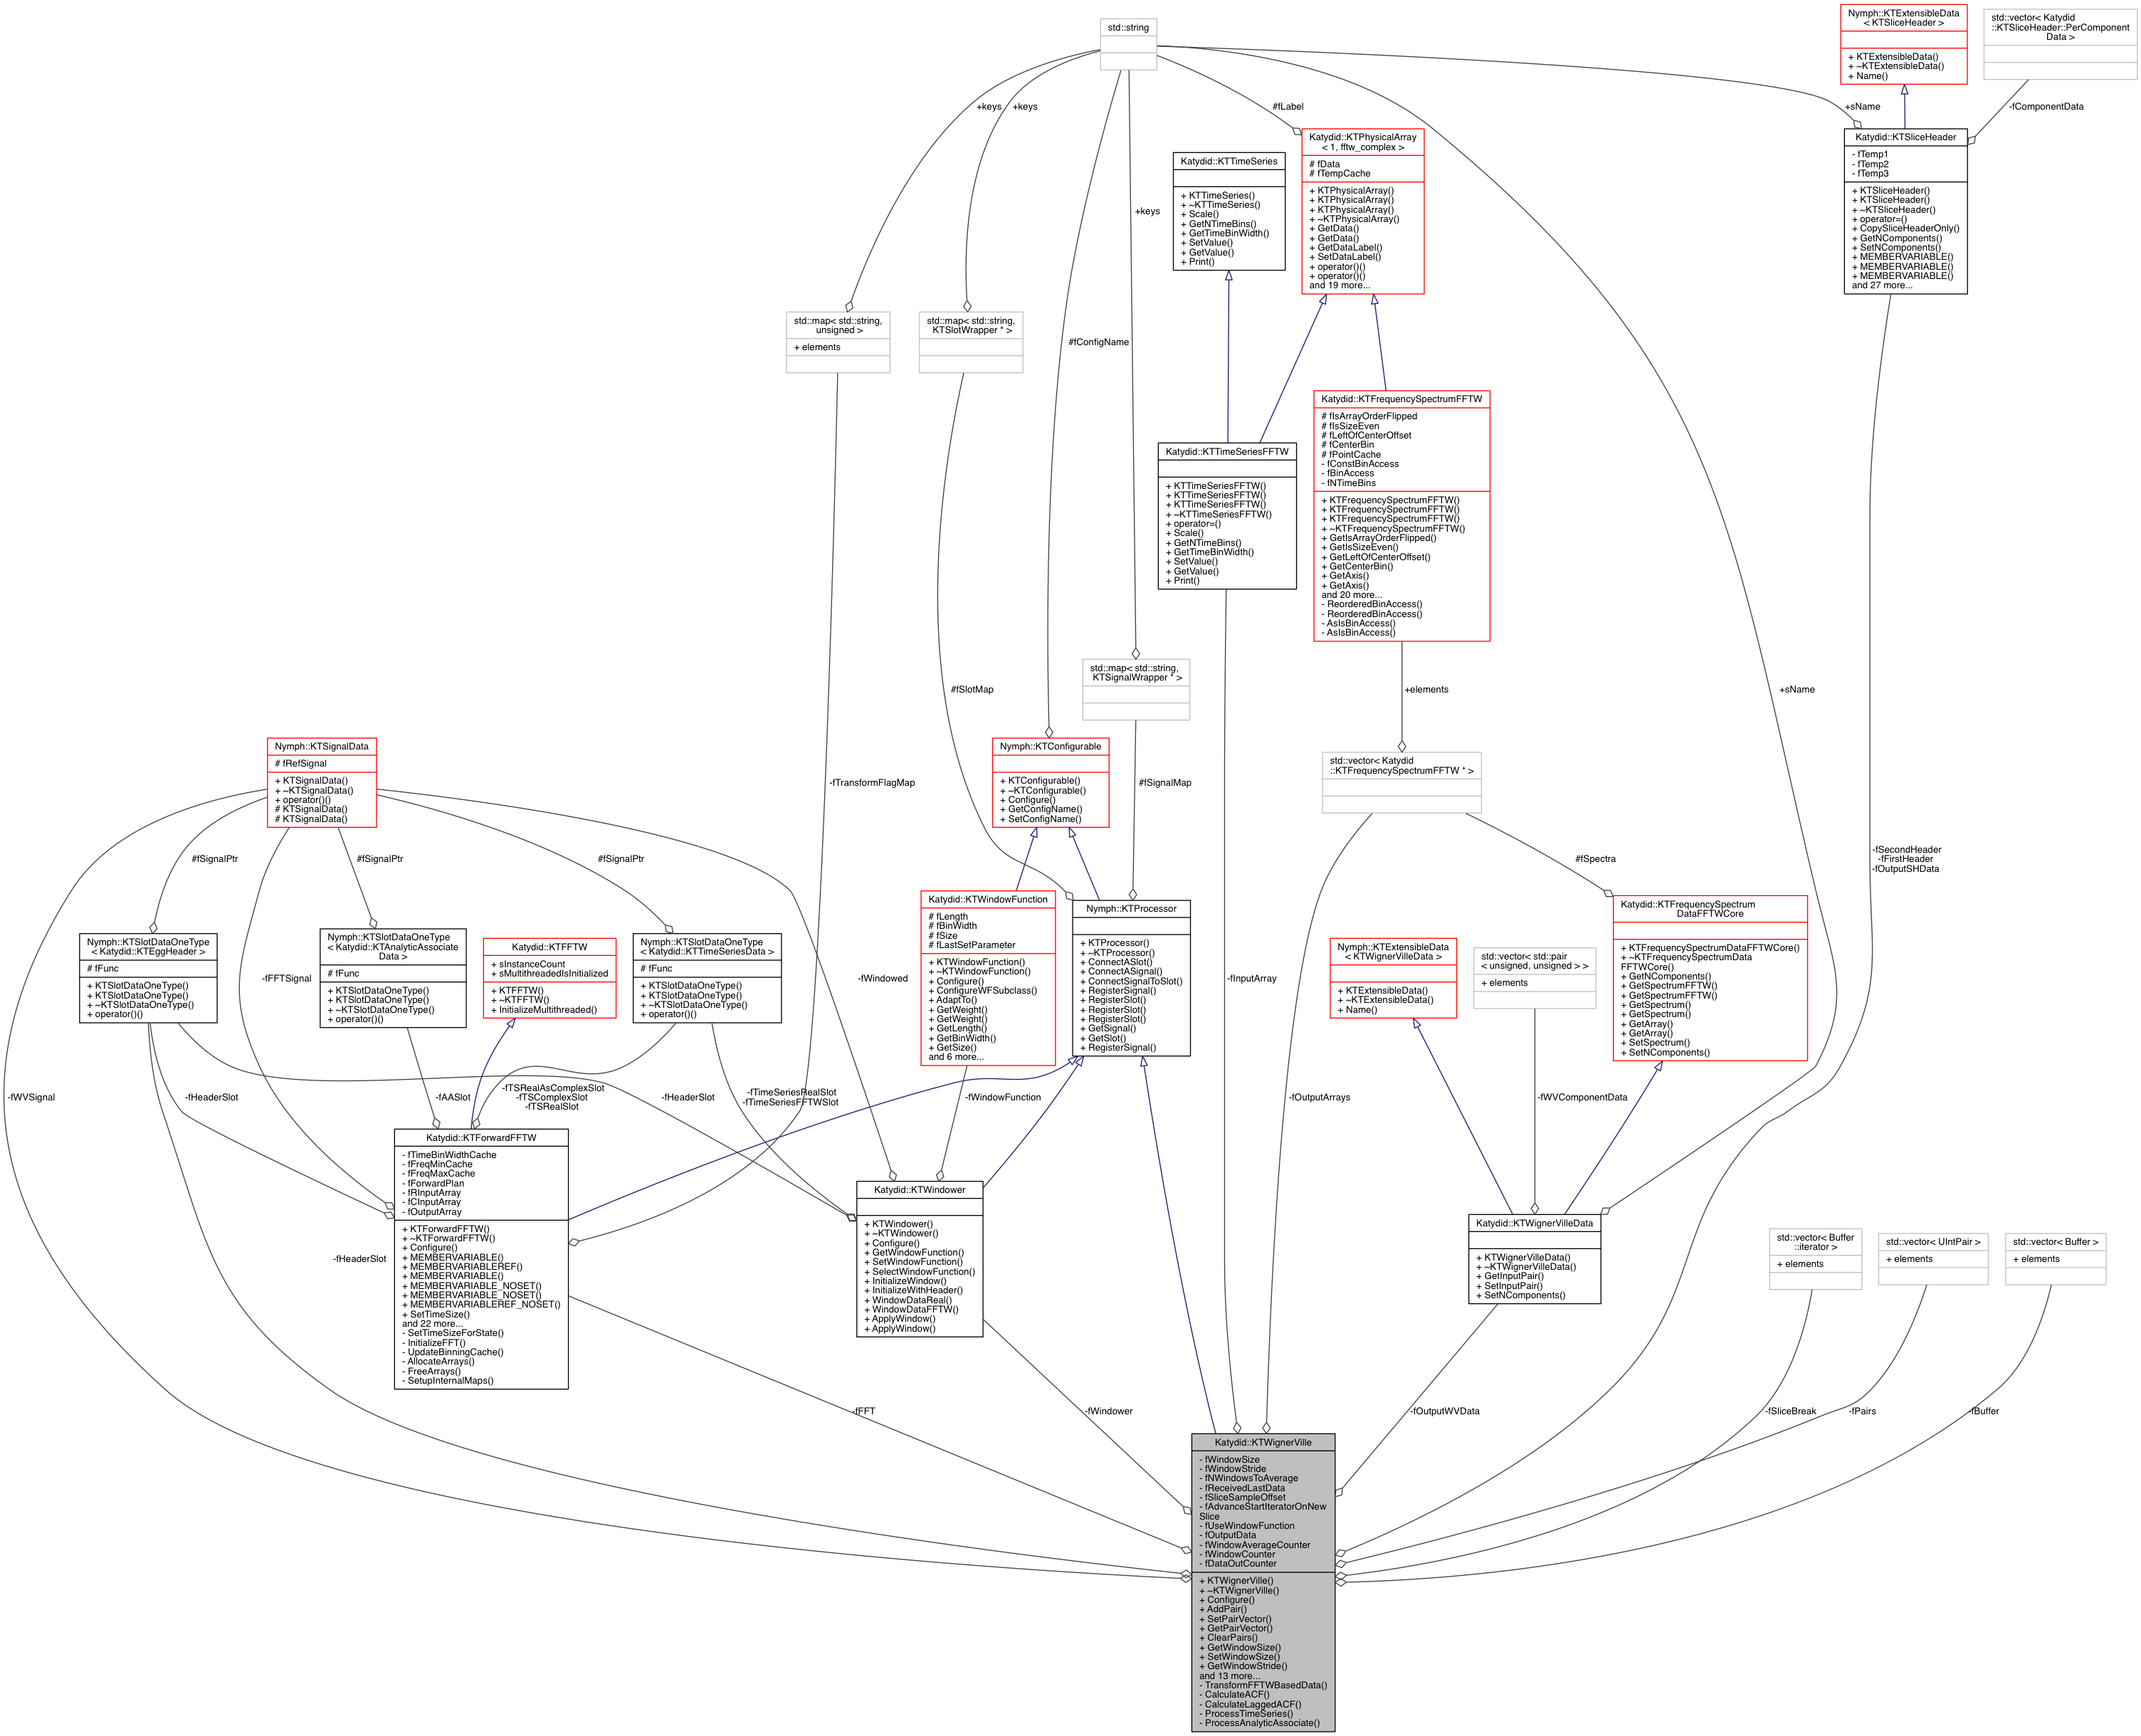 std::string
Nymph::KTExtensibleData
< KTSliceHeader >
+ KTExtensibleData()
+ ~KTExtensibleData()
+ Name()
std::vector< Katydid
::KTSliceHeader::PerComponent
Data >
+keys
+keys
#fLabel
+sName
-fComponentData
Katydid::KTSliceHeader
- fTemp1
- fTemp2
- fTemp3
+ KTSliceHeader()
+ KTSliceHeader()
+ ~KTSliceHeader()
+ operator=()
+ CopySliceHeaderOnly()
+ GetNComponents()
+ SetNComponents()
+ MEMBERVARIABLE()
+ MEMBERVARIABLE()
+ MEMBERVARIABLE()
and 27 more...
Katydid::KTPhysicalArray
< 1, fftw_complex >
# fData
# fTempCache
+ KTPhysicalArray()
+ KTPhysicalArray()
+ KTPhysicalArray()
+ ~KTPhysicalArray()
+ GetData()
+ GetData()
+ GetDataLabel()
+ SetDataLabel()
+ operator()()
+ operator()()
and 19 more...
Katydid::KTTimeSeries
+ KTTimeSeries()
+ ~KTTimeSeries()
+ Scale()
+ GetNTimeBins()
+ GetTimeBinWidth()
+ SetValue()
+ GetValue()
+ Print()
+keys
std::map< std::string,
unsigned >
+ elements
std::map< std::string,
KTSlotWrapper * >
#fConfigName
Katydid::KTFrequencySpectrumFFTW
# fIsArrayOrderFlipped
# fIsSizeEven
# fLeftOfCenterOffset
# fCenterBin
# fPointCache
- fConstBinAccess
- fBinAccess
- fNTimeBins
+ KTFrequencySpectrumFFTW()
+ KTFrequencySpectrumFFTW()
+ KTFrequencySpectrumFFTW()
+ ~KTFrequencySpectrumFFTW()
+ GetIsArrayOrderFlipped()
+ GetIsSizeEven()
+ GetLeftOfCenterOffset()
+ GetCenterBin()
+ GetAxis()
+ GetAxis()
and 20 more...
- ReorderedBinAccess()
- ReorderedBinAccess()
- AsIsBinAccess()
- AsIsBinAccess()
Katydid::KTTimeSeriesFFTW
+ KTTimeSeriesFFTW()
+ KTTimeSeriesFFTW()
+ KTTimeSeriesFFTW()
+ ~KTTimeSeriesFFTW()
+ operator=()
+ Scale()
+ GetNTimeBins()
+ GetTimeBinWidth()
+ SetValue()
+ GetValue()
+ Print()
std::map< std::string,
KTSignalWrapper * >
#fSlotMap
+elements
+sName
Nymph::KTSignalData
# fRefSignal
+ KTSignalData()
+ ~KTSignalData()
+ operator()()
# KTSignalData()
# KTSignalData()
Nymph::KTConfigurable
+ KTConfigurable()
+ ~KTConfigurable()
+ Configure()
+ GetConfigName()
+ SetConfigName()
-fTransformFlagMap
#fSignalMap
std::vector< Katydid
::KTFrequencySpectrumFFTW * >
#fSignalPtr
#fSignalPtr
#fSignalPtr
#fSpectra
-fSecondHeader
-fFirstHeader
-fOutputSHData
Nymph::KTSlotDataOneType
< Katydid::KTEggHeader >
# fFunc
+ KTSlotDataOneType()
+ KTSlotDataOneType()
+ ~KTSlotDataOneType()
+ operator()()
Nymph::KTSlotDataOneType
< Katydid::KTAnalyticAssociate
Data >
# fFunc
+ KTSlotDataOneType()
+ KTSlotDataOneType()
+ ~KTSlotDataOneType()
+ operator()()
Katydid::KTFFTW
+ sInstanceCount
+ sMultithreadedIsInitialized
+ KTFFTW()
+ ~KTFFTW()
+ InitializeMultithreaded()
Nymph::KTSlotDataOneType
< Katydid::KTTimeSeriesData >
# fFunc
+ KTSlotDataOneType()
+ KTSlotDataOneType()
+ ~KTSlotDataOneType()
+ operator()()
Katydid::KTWindowFunction
# fLength
# fBinWidth
# fSize
# fLastSetParameter
+ KTWindowFunction()
+ ~KTWindowFunction()
+ Configure()
+ ConfigureWFSubclass()
+ AdaptTo()
+ GetWeight()
+ GetWeight()
+ GetLength()
+ GetBinWidth()
+ GetSize()
and 6 more...
Nymph::KTProcessor
+ KTProcessor()
+ ~KTProcessor()
+ ConnectASlot()
+ ConnectASignal()
+ ConnectSignalToSlot()
+ RegisterSignal()
+ RegisterSlot()
+ RegisterSlot()
+ RegisterSlot()
+ GetSignal()
+ GetSlot()
+ RegisterSignal()
Nymph::KTExtensibleData
< KTWignerVilleData >
+ KTExtensibleData()
+ ~KTExtensibleData()
+ Name()
std::vector< std::pair
< unsigned, unsigned > >
+ elements
Katydid::KTFrequencySpectrum
DataFFTWCore
+ KTFrequencySpectrumDataFFTWCore()
+ ~KTFrequencySpectrumData
FFTWCore()
+ GetNComponents()
+ GetSpectrumFFTW()
+ GetSpectrumFFTW()
+ GetSpectrum()
+ GetSpectrum()
+ GetArray()
+ GetArray()
+ SetSpectrum()
+ SetNComponents()
-fFFTSignal
-fWindowed
-fInputArray
-fWVSignal
-fHeaderSlot
-fAASlot
-fTSRealAsComplexSlot
-fTSComplexSlot
-fTSRealSlot
-fHeaderSlot
-fTimeSeriesRealSlot
-fTimeSeriesFFTWSlot
-fWindowFunction
-fOutputArrays
-fWVComponentData
Katydid::KTForwardFFTW
- fTimeBinWidthCache
- fFreqMinCache
- fFreqMaxCache
- fForwardPlan
- fRInputArray
- fCInputArray
- fOutputArray
+ KTForwardFFTW()
+ ~KTForwardFFTW()
+ Configure()
+ MEMBERVARIABLE()
+ MEMBERVARIABLEREF()
+ MEMBERVARIABLE()
+ MEMBERVARIABLE_NOSET()
+ MEMBERVARIABLE_NOSET()
+ MEMBERVARIABLEREF_NOSET()
+ SetTimeSize()
and 22 more...
- SetTimeSizeForState()
- InitializeFFT()
- UpdateBinningCache()
- AllocateArrays()
- FreeArrays()
- SetupInternalMaps()
-fHeaderSlot
Katydid::KTWindower
+ KTWindower()
+ ~KTWindower()
+ Configure()
+ GetWindowFunction()
+ SetWindowFunction()
+ SelectWindowFunction()
+ InitializeWindow()
+ InitializeWithHeader()
+ WindowDataReal()
+ WindowDataFFTW()
+ ApplyWindow()
+ ApplyWindow()
Katydid::KTWignerVilleData
+ KTWignerVilleData()
+ ~KTWignerVilleData()
+ GetInputPair()
+ SetInputPair()
+ SetNComponents()
std::vector< Buffer
::iterator >
+ elements
std::vector< UIntPair >
+ elements
std::vector< Buffer >
+ elements
-fFFT
-fWindower
-fOutputWVData
-fSliceBreak
-fPairs
-fBuffer
Katydid::KTWignerVille
- fWindowSize
- fWindowStride
- fNWindowsToAverage
- fReceivedLastData
- fSliceSampleOffset
- fAdvanceStartIteratorOnNew
Slice
- fUseWindowFunction
- fOutputData
- fWindowAverageCounter
- fWindowCounter
- fDataOutCounter
+ KTWignerVille()
+ ~KTWignerVille()
+ Configure()
+ AddPair()
+ SetPairVector()
+ GetPairVector()
+ ClearPairs()
+ GetWindowSize()
+ SetWindowSize()
+ GetWindowStride()
and 13 more...
- TransformFFTWBasedData()
- CalculateACF()
- CalculateLaggedACF()
- ProcessTimeSeries()
- ProcessAnalyticAssociate()